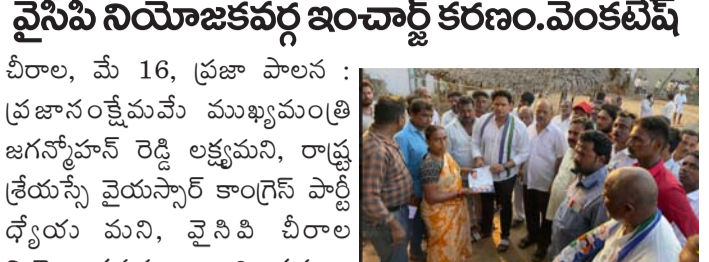 వైసిపి నియోజకవర్గ ఇంచార్జ్ కరణం.వెంకటేష్
చీరాల, మే 16, ప్రజా పాలన :
ప్రజాసంక్షేమమే ముఖ్యమంత్రి
జగన్మోహన్ రెడ్డి లక్ష్యమని, రాష్ట్ర
శ్రేయస్సే వైయస్సార్ కాంగ్రెస్ పార్టీ
ధ్యేయ మని, వైసిపి చీరాల